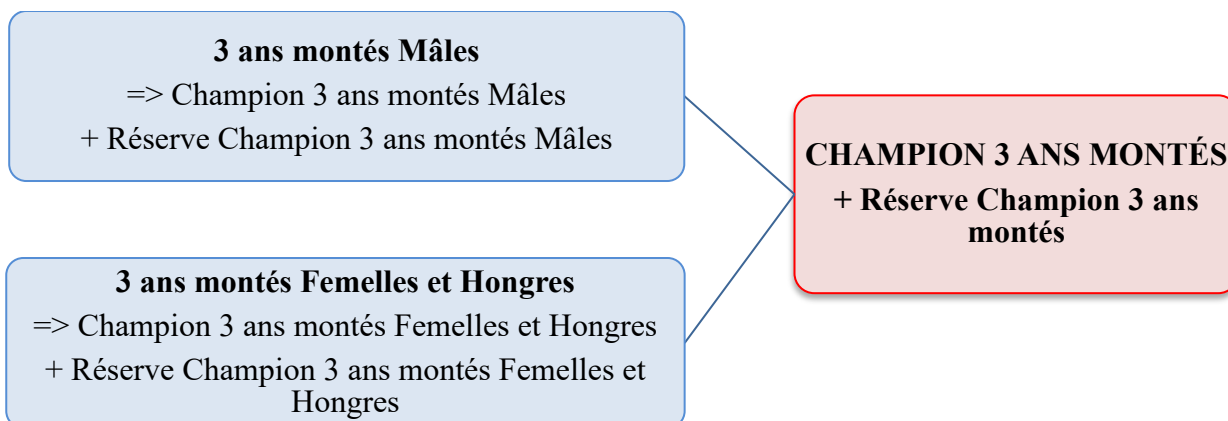 3 ans montés Mâles
=> Champion 3 ans montés Mâles
+ Réserve Champion 3 ans montés Mâles
CHAMPION 3 ANS MONTÉS
+ Réserve Champion 3 ans
montés
3 ans montés Femelles et Hongres
=> Champion 3 ans montés Femelles et Hongres
+ Réserve Champion 3 ans montés Femelles et
Hongres